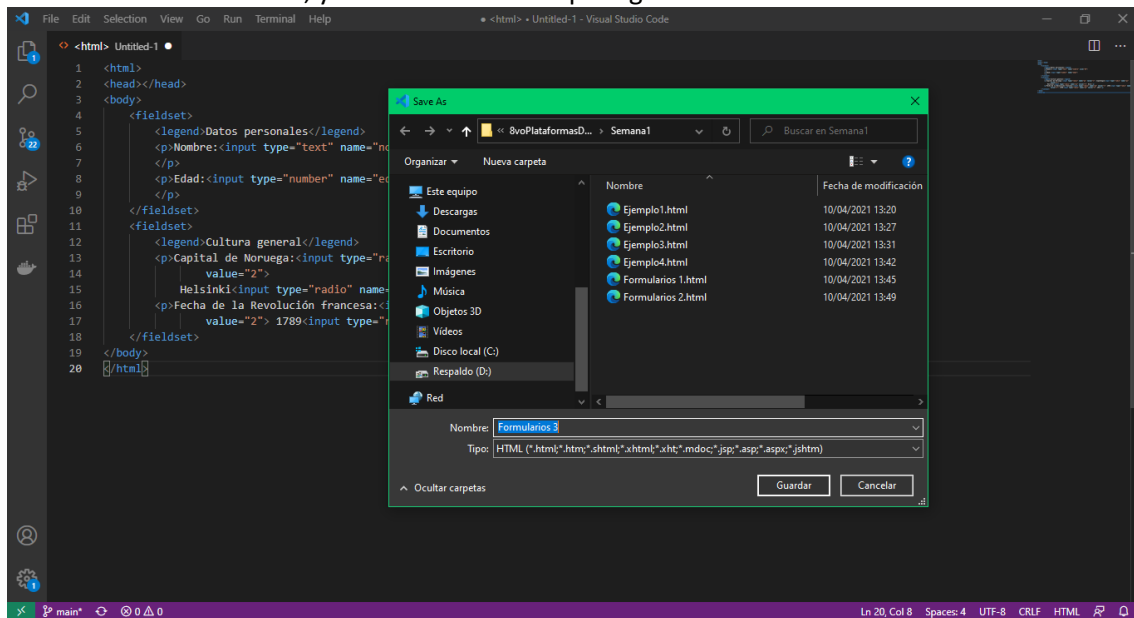 File Edit Selection View Go Run Terminal Help
● <html> • Untitled-1 - Visual Studio Code
<html> Untitled-1 ●
1 <html>
2 <head></head>
3 <body>
4 <fieldset>
5 <legend>Datos personales</legend>
6 <p>Nombre:<input type="text" name="no
7 </p>
8 <p>Edad:<input type="number" name="ed
9 </p>
10 </fieldset>
11 <fieldset>
12 <legend>Cultura general</legend>
13 <p>Capital de Noruega:<input type="ra
14 value="2">
15 Helsinki<input type="radio" name=
16 <p>Fecha de la Revolución francesa:<i
17 value="2"> 1789<input type="r
18 </fieldset>
19 </body>
20 </html>
Save As
« 8voPlataformasD... › Semana1
Buscar en Semana1
Organizar Nueva carpeta
Este equipo
Descargas
Documentos
Escritorio
Imágenes
Música
Objetos 3D
Vídeos
Disco local (C:)
Respaldo (D:)
Red
Nombre Fecha de modificación
Ejemplo1.html 10/04/2021 13:20
Ejemplo2.html 10/04/2021 13:27
Ejemplo3.html 10/04/2021 13:31
Ejemplo4.html 10/04/2021 13:42
Formularios 1.html 10/04/2021 13:45
Formularios 2.html 10/04/2021 13:49
Nombre: Formularios 3
Tipo: HTML (*.html;*.htm;*.shtml;*.xhtml;*.xht;*.mdoc;*.jsp;*.asp;*.aspx;*.jshtm)
Ocultar carpetas
Guardar Cancelar
1
22
1
main* 0 0
Ln 20, Col 8 Spaces: 4 UTF-8 CRLF HTML